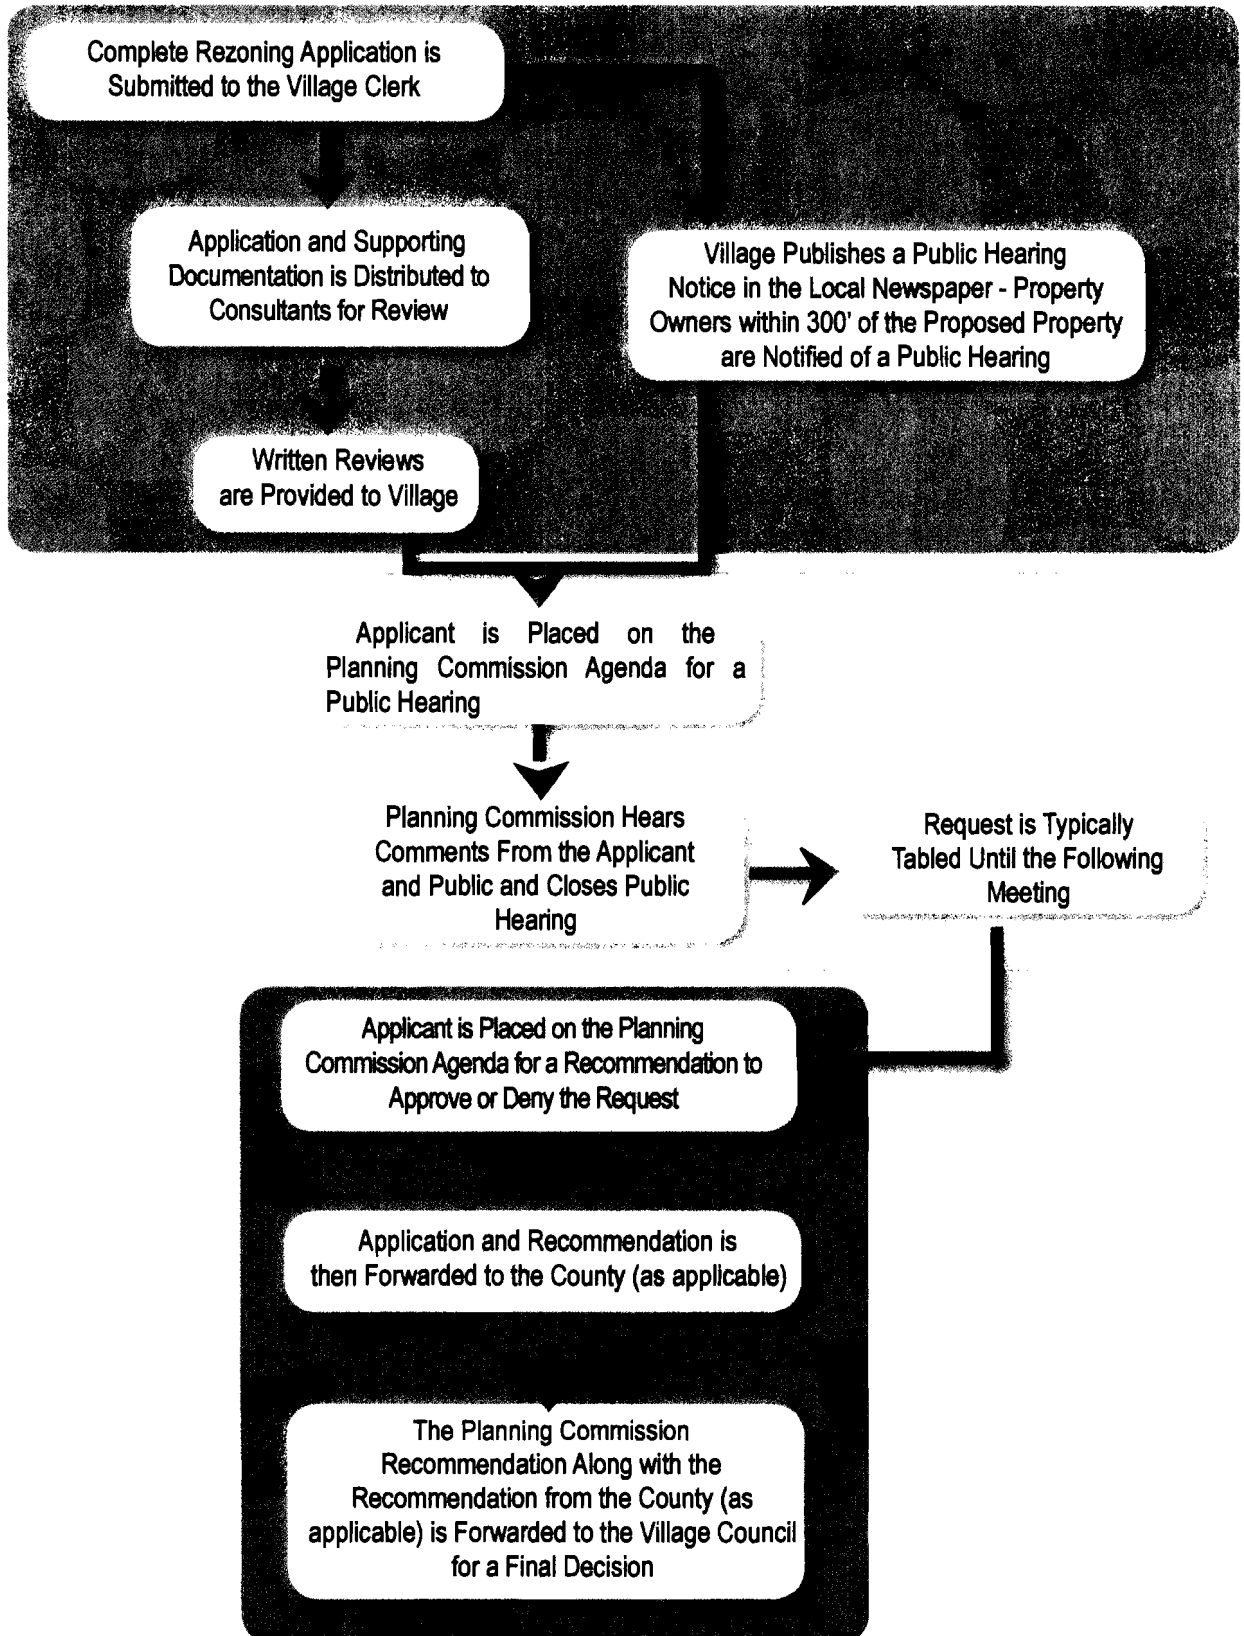 Complete Rezoning Application is
Submitted to the Village Clerk
Application and Supporting
Documentation is Distributed to
Consultants for Review
Village Publishes a Public Hearing
Notice in the Local Newspaper - Property
Owners within 300' of the Proposed Property
are Notified of a Public Hearing
Written Reviews
are Provided to Village
Applicant is Placed on the
Planning Commission Agenda for a
Public Hearing
Planning Commission Hears
Comments From the Applicant
and Public and Closes Public
Hearing
Request is Typically
Tabled Until the Following
Meeting
Applicant is Placed on the Planning
Commission Agenda for a Recommendation to
Approve or Deny the Request
Application and Recommendation is
then Forwarded to the County (as applicable)
The Planning Commission
Recommendation Along with the
Recommendation from the County (as
applicable) is Forwarded to the Village Council
for a Final Decision